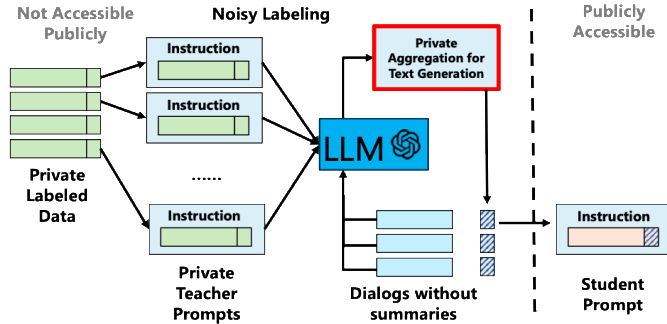 Not Accessible
Publicly
Noisy Labeling
Publicly
Accessible
Instruction
Instruction
......
Instruction
Private
Labeled
Data
Private
Teacher
Prompts
LLM
Private
Aggregation for
Text Generation
Dialogs without
summaries
Instruction
Student
Prompt